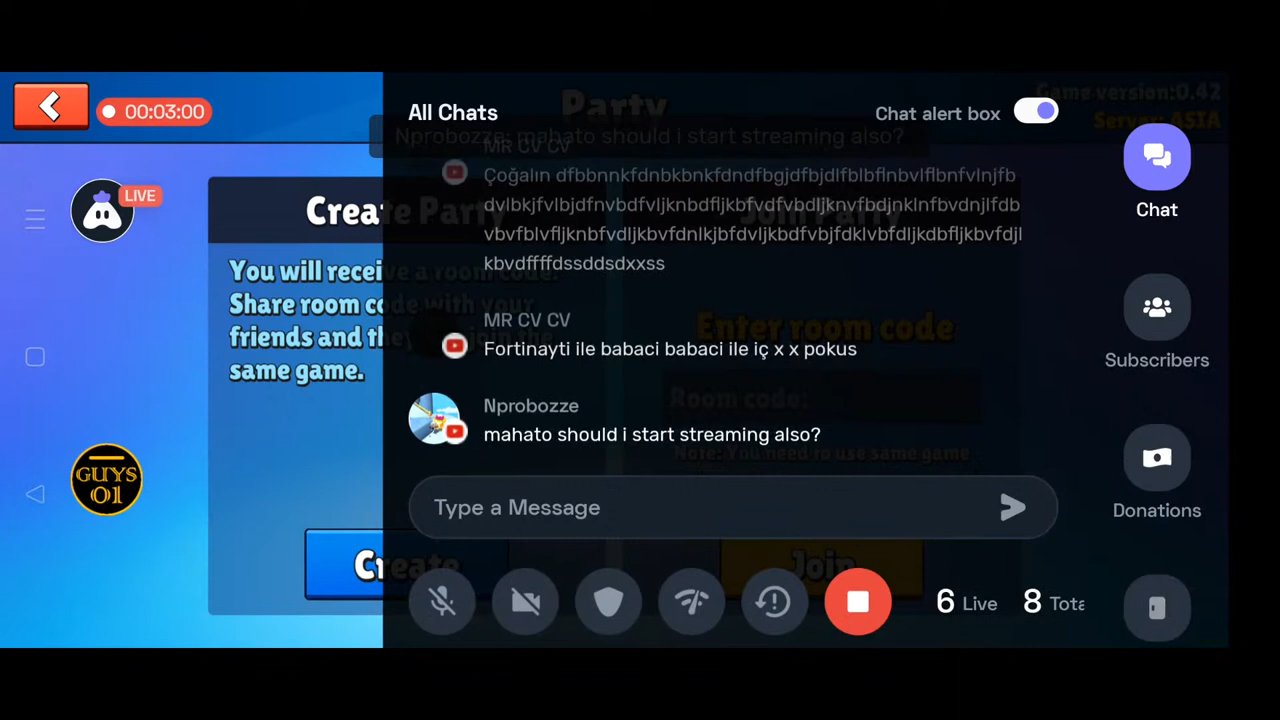 00:03:00
All Chats
Party
Chat alert box
Game version:0.42
Server: ASIA
Nprobozze: mahato should i start streaming also?
MR CV CV
Çoğalın dfbbnnkfdnbkbnkfdndfbgjdfbjdlfblbflnbvlflbnfvlnjfb
dvlbkjfvlbjdfnvbdfvljknbdfljkbfvdfvbdljknvfbdjnklnfbvdnjlfdb
vbvfblvfljknbfvdljkbvfdnlkjbfdvljkbdfvbjfdklvbfdljkdbfljkbvfdjl
kbvdffffdssddsdxxss
MR CV CV
Fortinayti ile babaci babaci ile iç x x pokus
Nprobozze
mahato should i start streaming also?
Type a Message
6 Live 8 Tota
Chat
Subscribers
Donations
LIVE
GUYS
01
Create Party
You will receive a room code.
Share room code with your
friends and they join the
same game.
Create
Enter room code
Room code:
Note: You need to use same game
Join